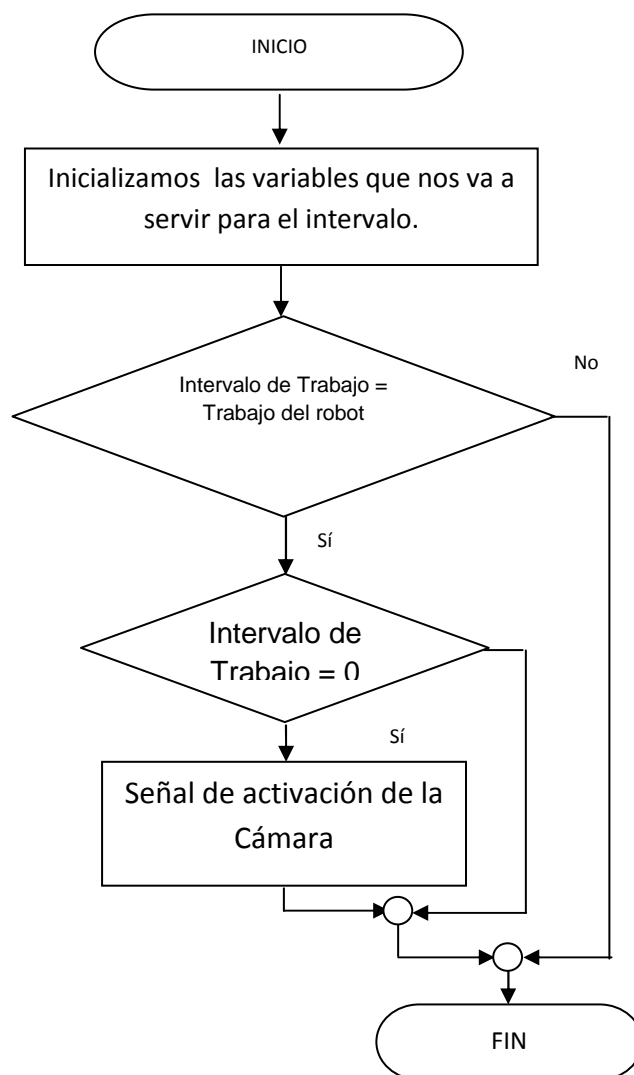 INICIO
Inicializamos las variables que nos va a
servir para el intervalo.
Intervalo de Trabajo =
Trabajo del robot
No
Sí
Intervalo de
Trabajo = 0
Sí
Señal de activación de la
Cámara
FIN